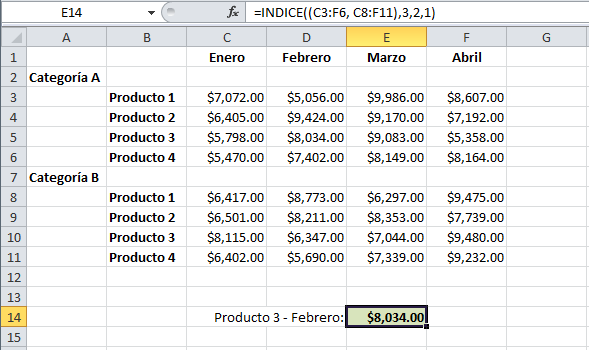 E14 fx =INDICE((C3:F6, C8:F11),3,2,1)
A B C D E F G
1 Enero Febrero Marzo Abril
2 Categoría A
3 Producto 1 $7,072.00 $5,056.00 $9,986.00 $8,607.00
4 Producto 2 $6,405.00 $9,424.00 $9,170.00 $7,192.00
5 Producto 3 $5,798.00 $8,034.00 $9,083.00 $5,358.00
6 Producto 4 $5,470.00 $7,402.00 $8,149.00 $8,164.00
7 Categoría B
8 Producto 1 $6,417.00 $8,773.00 $6,297.00 $9,475.00
9 Producto 2 $6,501.00 $8,211.00 $8,353.00 $7,739.00
10 Producto 3 $8,115.00 $6,347.00 $7,044.00 $9,480.00
11 Producto 4 $6,402.00 $5,690.00 $7,339.00 $9,232.00
12
13
14 Producto 3 - Febrero: $8,034.00
15